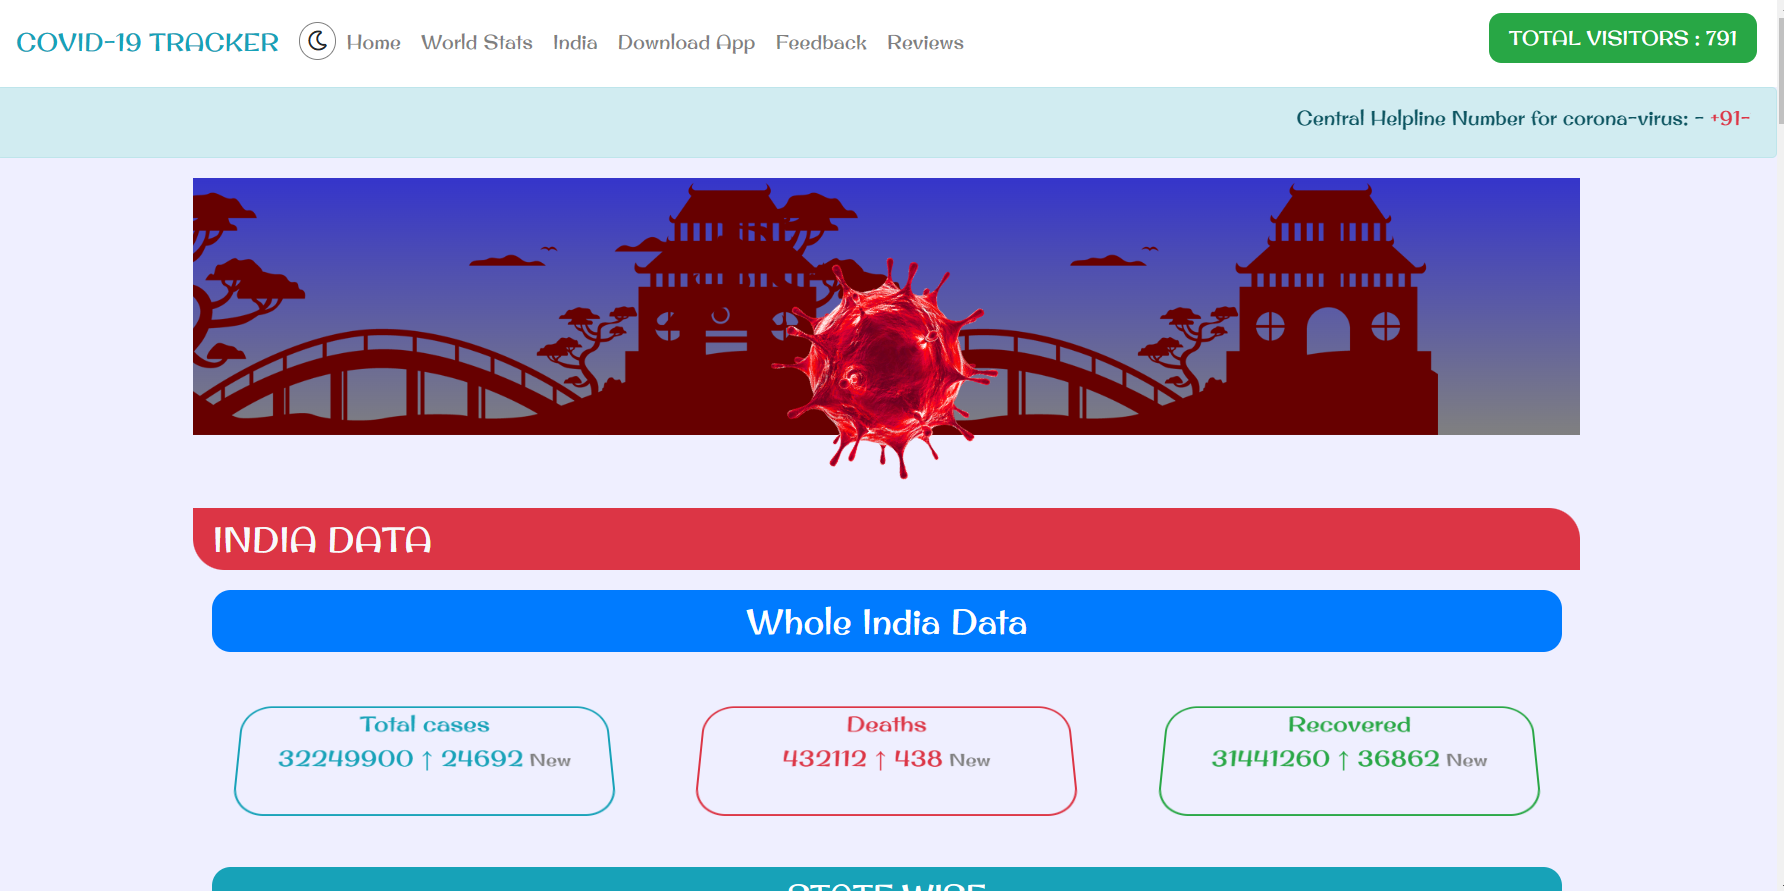 COVID-19 TRACKER Home World Stats India Download App Feedback Reviews TOTAL VISITORS : 791
Central Helpline Number for corona-virus: - +91-
INDIA DATA
Whole India Data
Total cases
32249900 ↑ 24692 New
Deaths
432112 ↑ 438 New
Recovered
31441260 ↑ 36862 New
STATE WISE